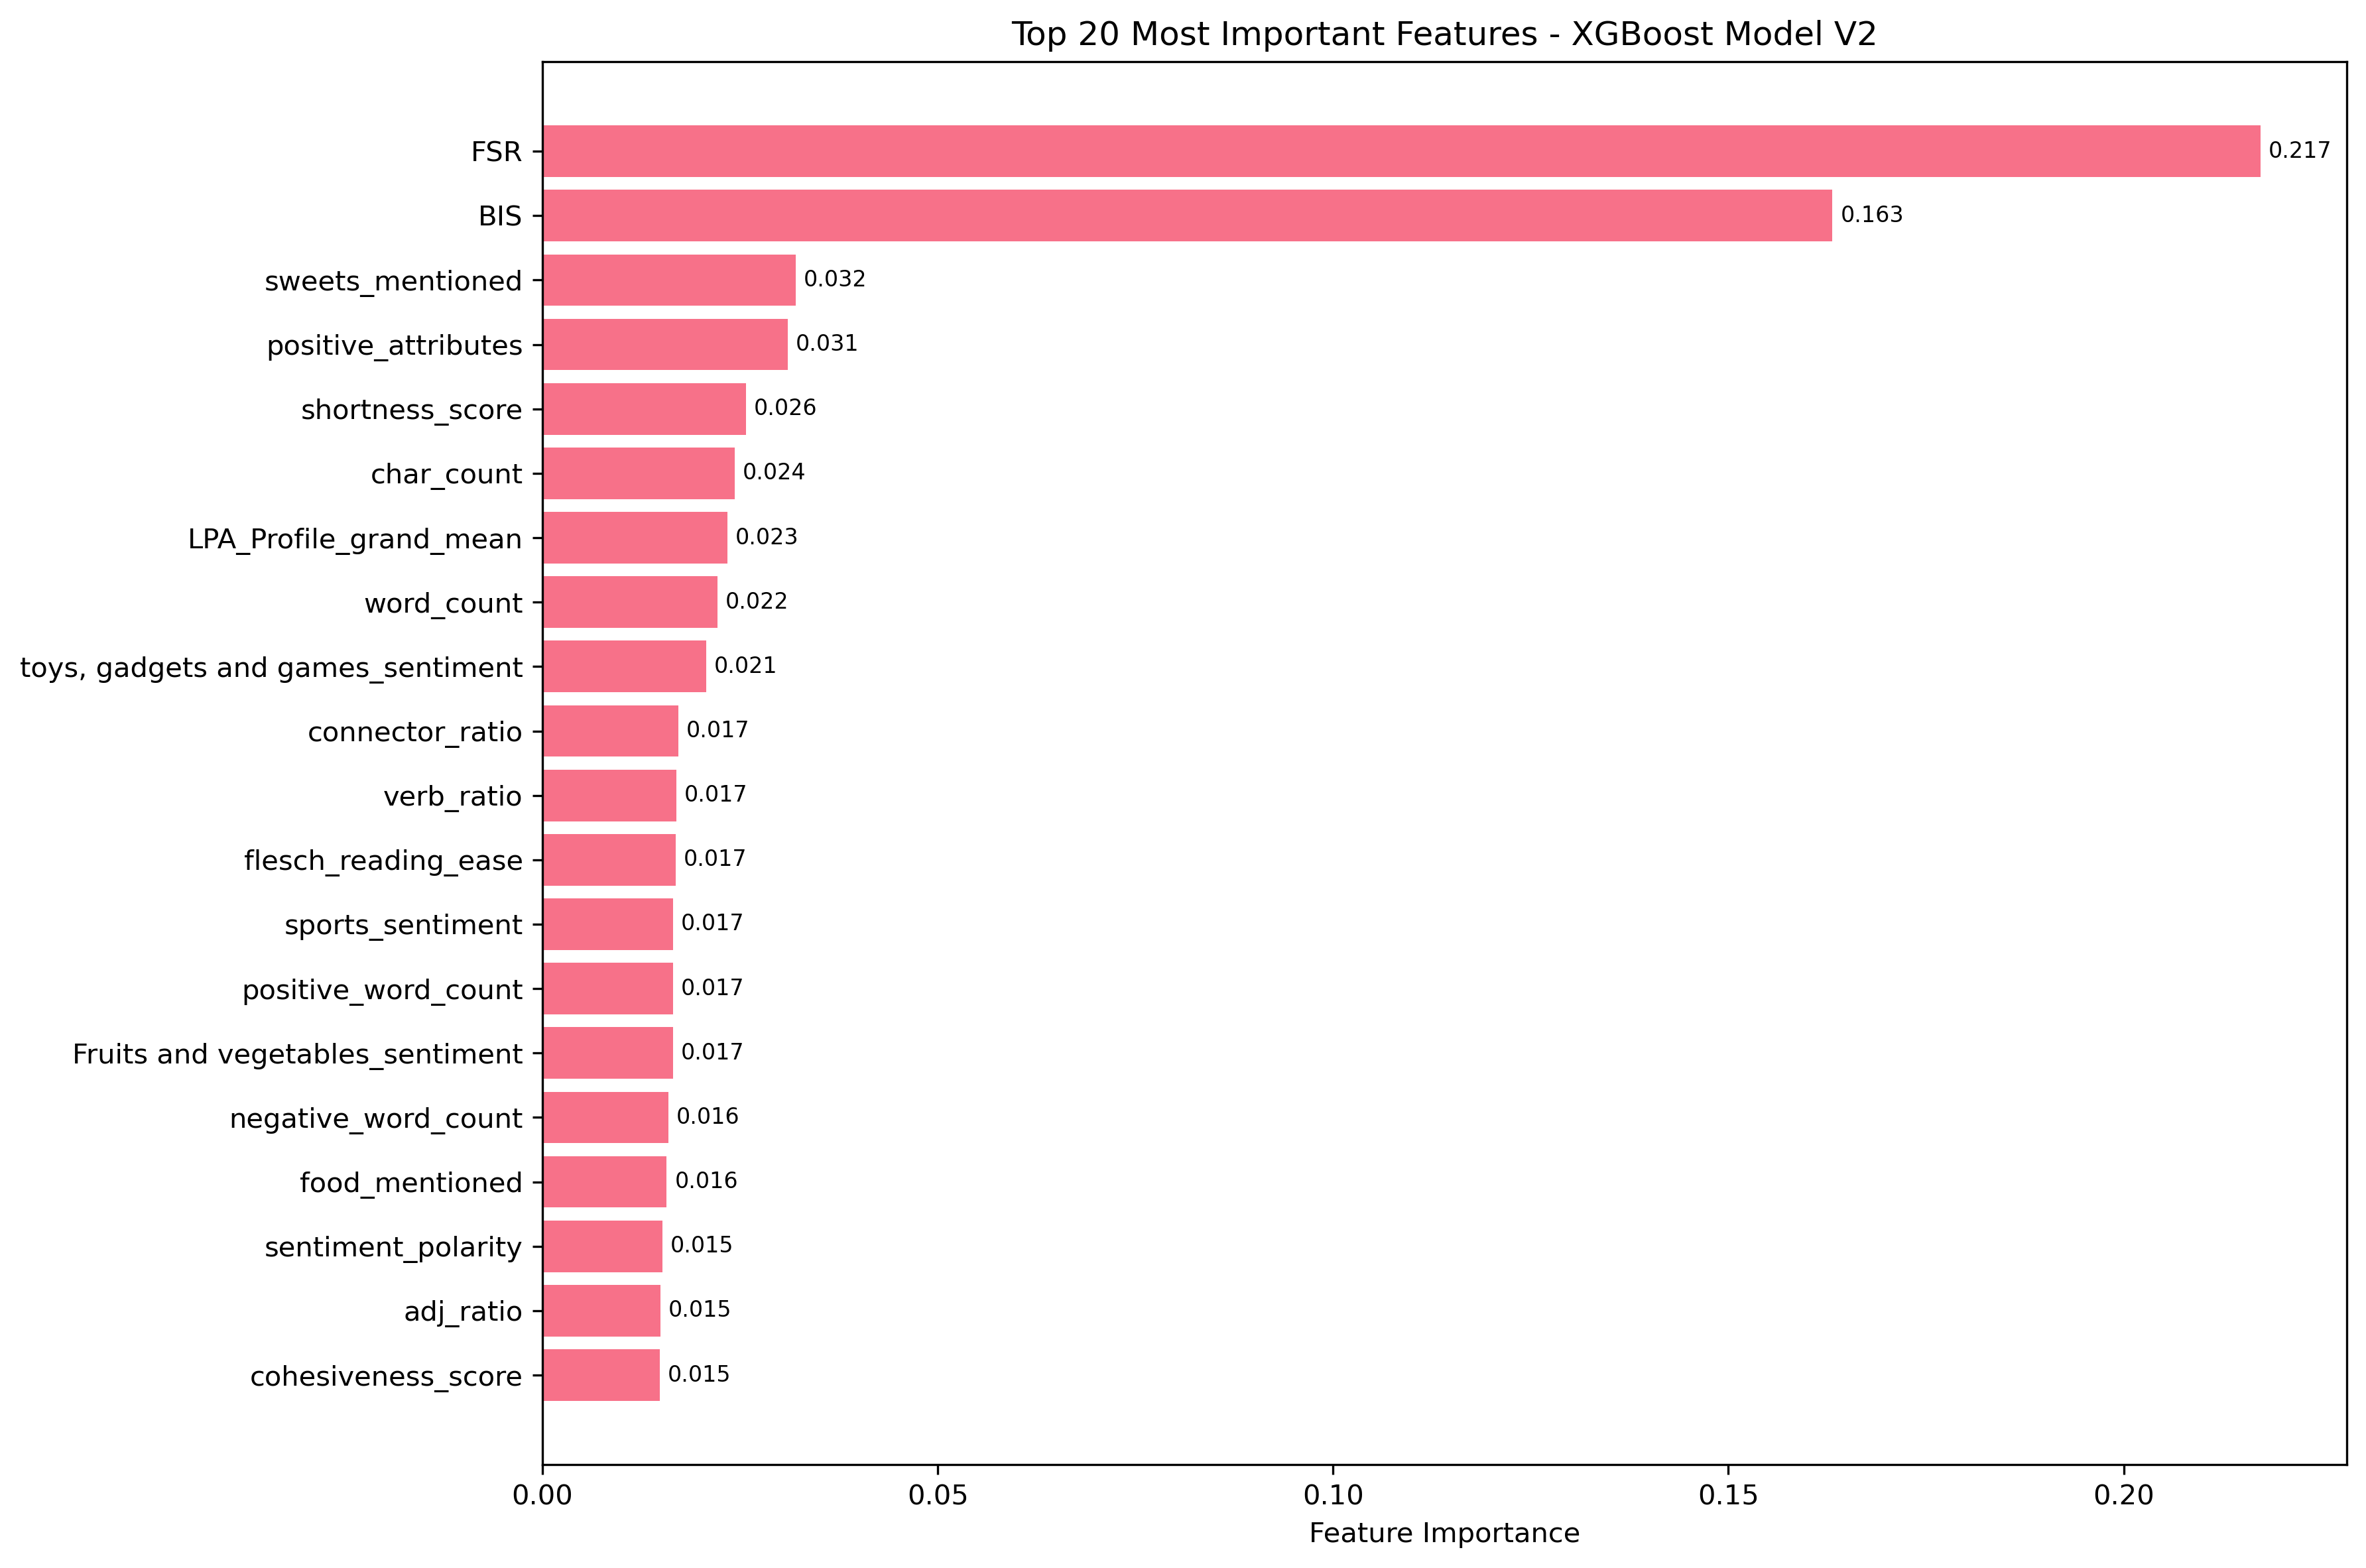 Top 20 Most Important Features - XGBoost Model V2
FSR 0.217
BIS 0.163
sweets_mentioned 0.032
positive_attributes 0.031
shortness_score 0.026
char_count 0.024
LPA_Profile_grand_mean 0.023
word_count 0.022
toys, gadgets and games_sentiment 0.021
connector_ratio 0.017
verb_ratio 0.017
flesch_reading_ease 0.017
sports_sentiment 0.017
positive_word_count 0.017
Fruits and vegetables_sentiment 0.017
negative_word_count 0.016
food_mentioned 0.016
sentiment_polarity 0.015
adj_ratio 0.015
cohesiveness_score 0.015
0.00 0.05 0.10 0.15 0.20
Feature Importance